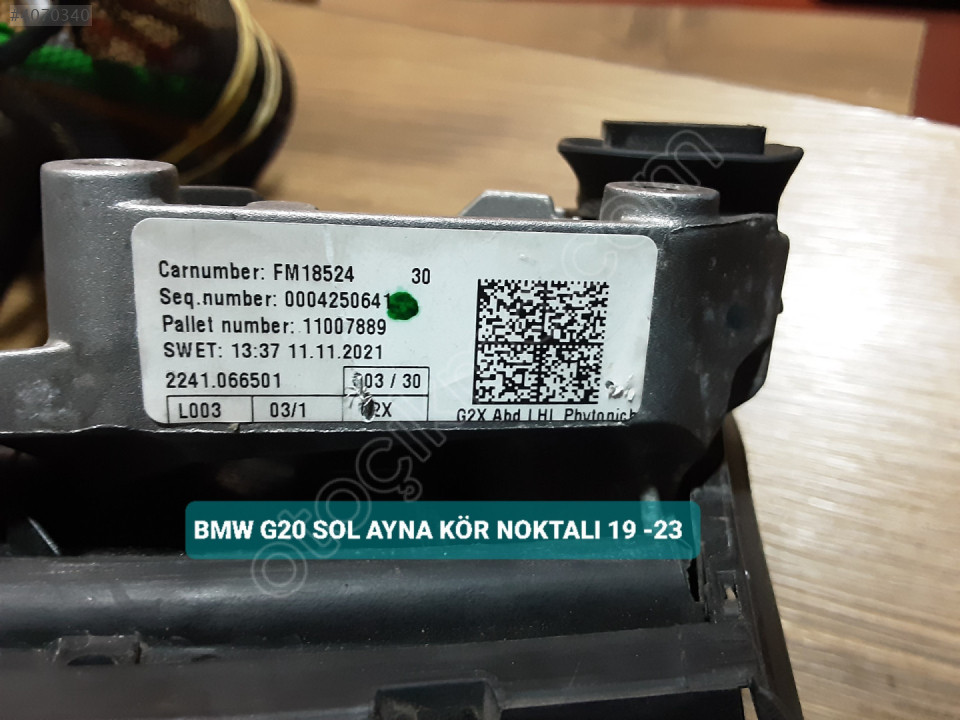 Carnumber: FM18524 30
Seq.number: 0004250641
Pallet number: 11007889
SWET: 13:37 11.11.2021
2241.066501 003 / 30
L003 03/1 G2X
G2X Abd LHL Phytonich
BMW G20 SOL AYNA KÖR NOKTALI 19 -23